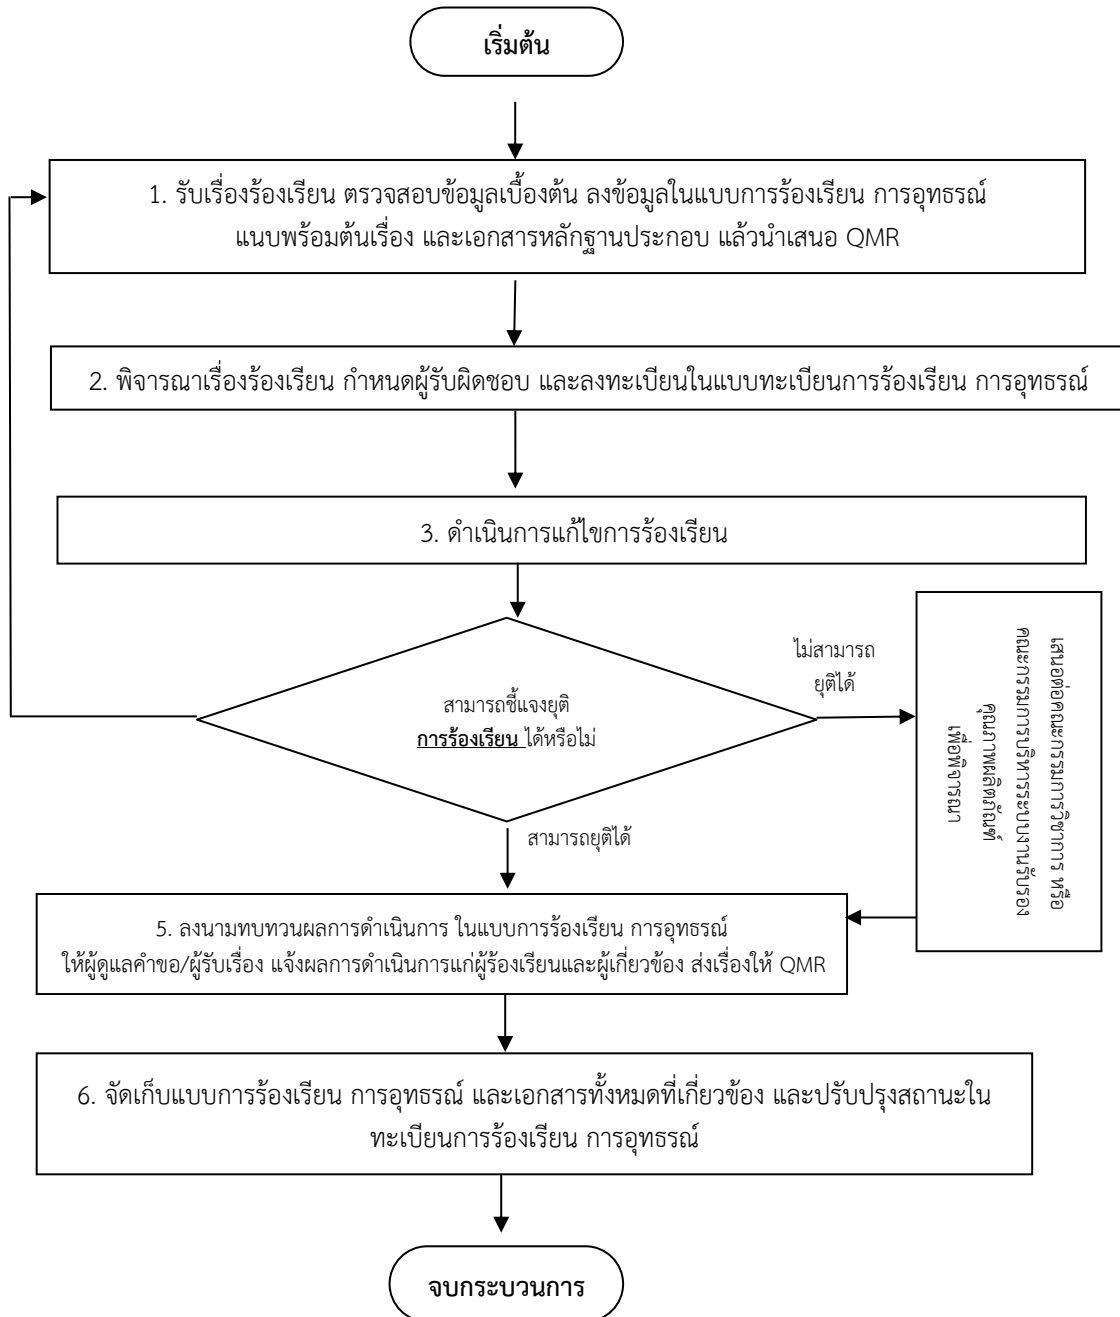 เริ่มต้น
1. รับเรื่องร้องเรียน ตรวจสอบข้อมูลเบื้องต้น ลงข้อมูลในแบบการร้องเรียน การอุทธรณ์
แนบพร้อมต้นเรื่อง และเอกสารหลักฐานประกอบ แล้วนำเสนอ QMR
2. พิจารณาเรื่องร้องเรียน กำหนดผู้รับผิดชอบ และลงทะเบียนในแบบทะเบียนการร้องเรียน การอุทธรณ์
3. ดำเนินการแก้ไขการร้องเรียน
สามารถชี้แจงยุติ
การร้องเรียน ได้หรือไม่
ไม่สามารถ
ยุติได้
เสนอต่อคณะกรรมการวิชาการ หรือ
คณะกรรมการบริหารระบบงานรับรอง
คุณภาพผลิตภัณฑ์
เพื่อพิจารณา
สามารถยุติได้
5. ลงนามทบทวนผลการดำเนินการ ในแบบการร้องเรียน การอุทธรณ์
ให้ผู้ดูแลคำขอ/ผู้รับเรื่อง แจ้งผลการดำเนินการแก่ผู้ร้องเรียนและผู้เกี่ยวข้อง ส่งเรื่องให้ QMR
6. จัดเก็บแบบการร้องเรียน การอุทธรณ์ และเอกสารทั้งหมดที่เกี่ยวข้อง และปรับปรุงสถานะใน
ทะเบียนการร้องเรียน การอุทธรณ์
จบกระบวนการ